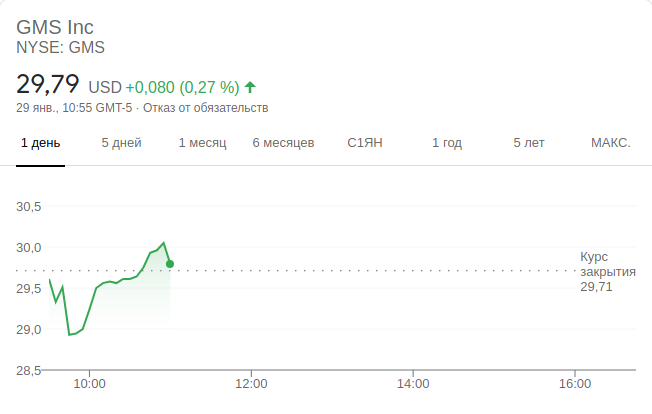 GMS Inc
NYSE: GMS
29,79 USD +0,080 (0,27 %)
29 янв., 10:55 GMT-5 · Отказ от обязательств
1 день 5 дней 1 месяц 6 месяцев С1ЯН 1 год 5 лет МАКС.
30,5
30,0
Курс
закрытия
29,71
29,5
29,0
28,5
10:00 12:00 14:00 16:00